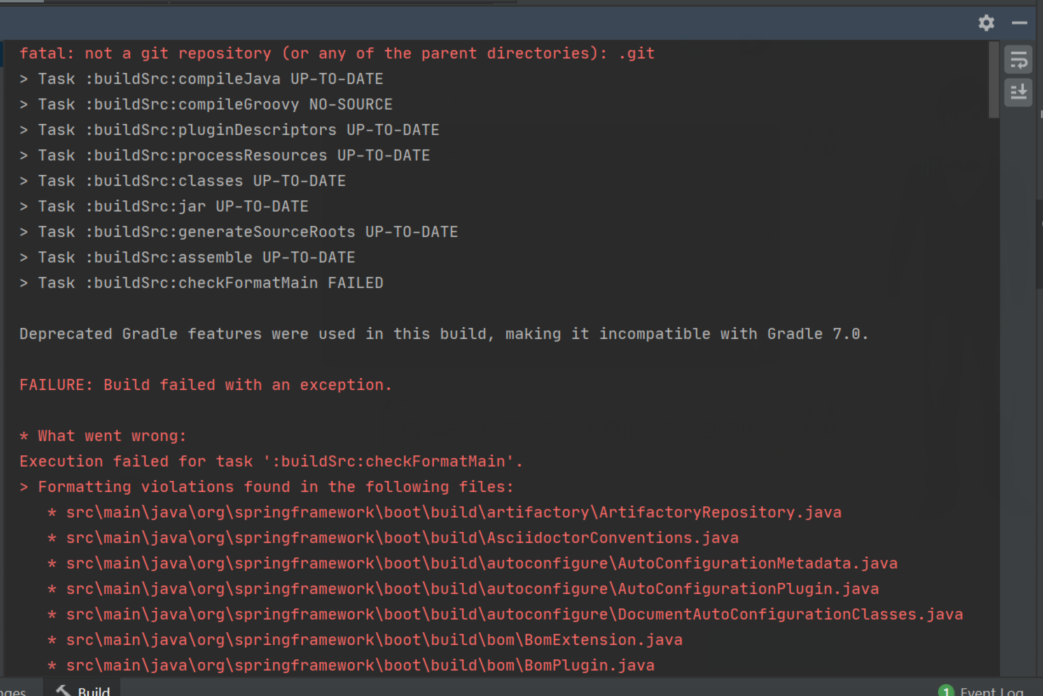 fatal: not a git repository (or any of the parent directories): .git
> Task :buildSrc:compileJava UP-TO-DATE
> Task :buildSrc:compileGroovy NO-SOURCE
> Task :buildSrc:pluginDescriptors UP-TO-DATE
> Task :buildSrc:processResources UP-TO-DATE
> Task :buildSrc:classes UP-TO-DATE
> Task :buildSrc:jar UP-TO-DATE
> Task :buildSrc:generateSourceRoots UP-TO-DATE
> Task :buildSrc:assemble UP-TO-DATE
> Task :buildSrc:checkFormatMain FAILED
Deprecated Gradle features were used in this build, making it incompatible with Gradle 7.0.
FAILURE: Build failed with an exception.
* What went wrong:
Execution failed for task ':buildSrc:checkFormatMain'.
> Formatting violations found in the following files:
* src\main\java\org\springframework\boot\build\artifactory\ArtifactoryRepository.java
* src\main\java\org\springframework\boot\build\AsciidoctorConventions.java
* src\main\java\org\springframework\boot\build\autoconfigure\AutoConfigurationMetadata.java
* src\main\java\org\springframework\boot\build\autoconfigure\AutoConfigurationPlugin.java
* src\main\java\org\springframework\boot\build\autoconfigure\DocumentAutoConfigurationClasses.java
* src\main\java\org\springframework\boot\build\bom\BomExtension.java
* src\main\java\org\springframework\boot\build\bom\BomPlugin.java
Build 1 Event Log